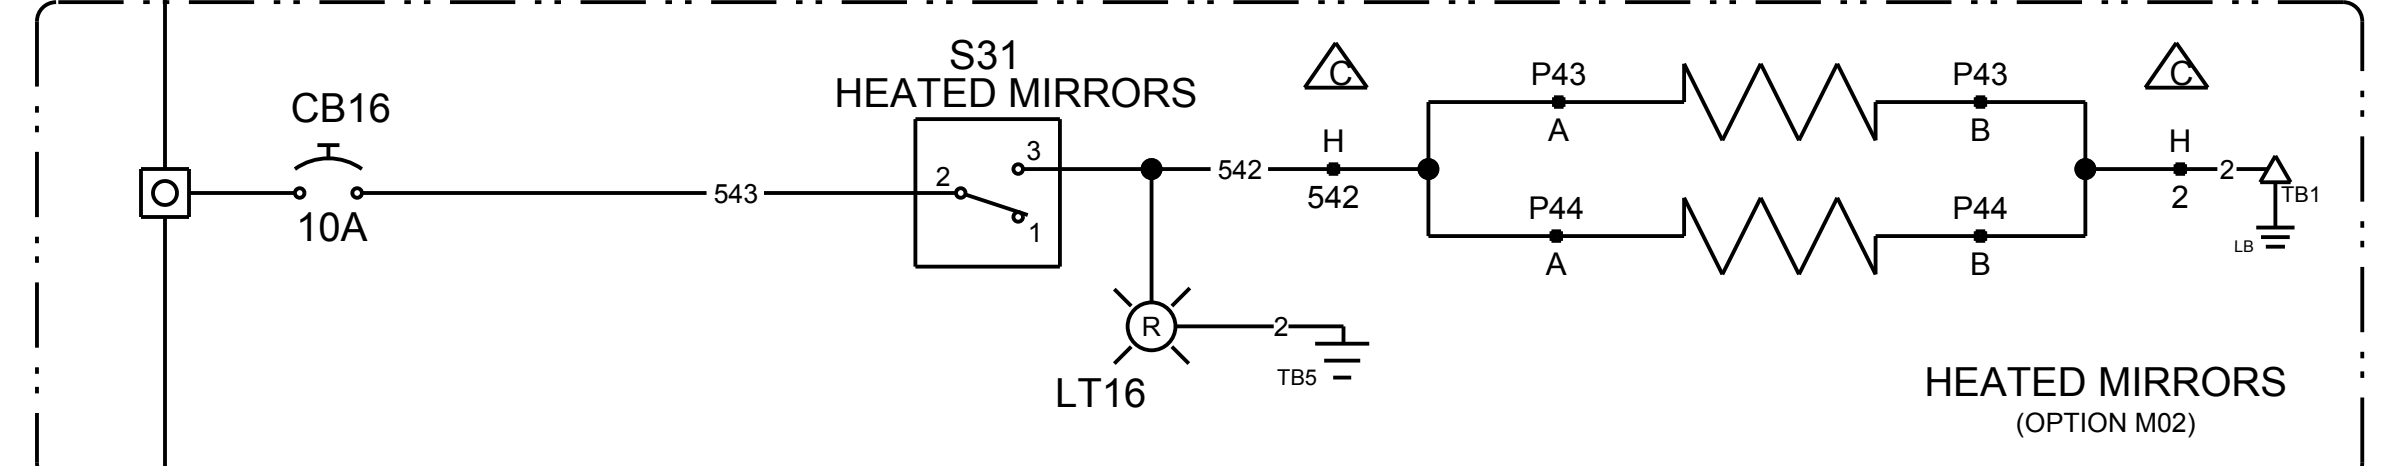 S31
HEATED MIRRORS
C
C
P43
P43
CB16
A
B
H
H
3
542
542
2
2
TB1
2
543
10A
1
P44
P44
LB
A
B
R
2
TB5
LT16
HEATED MIRRORS
(OPTION M02)